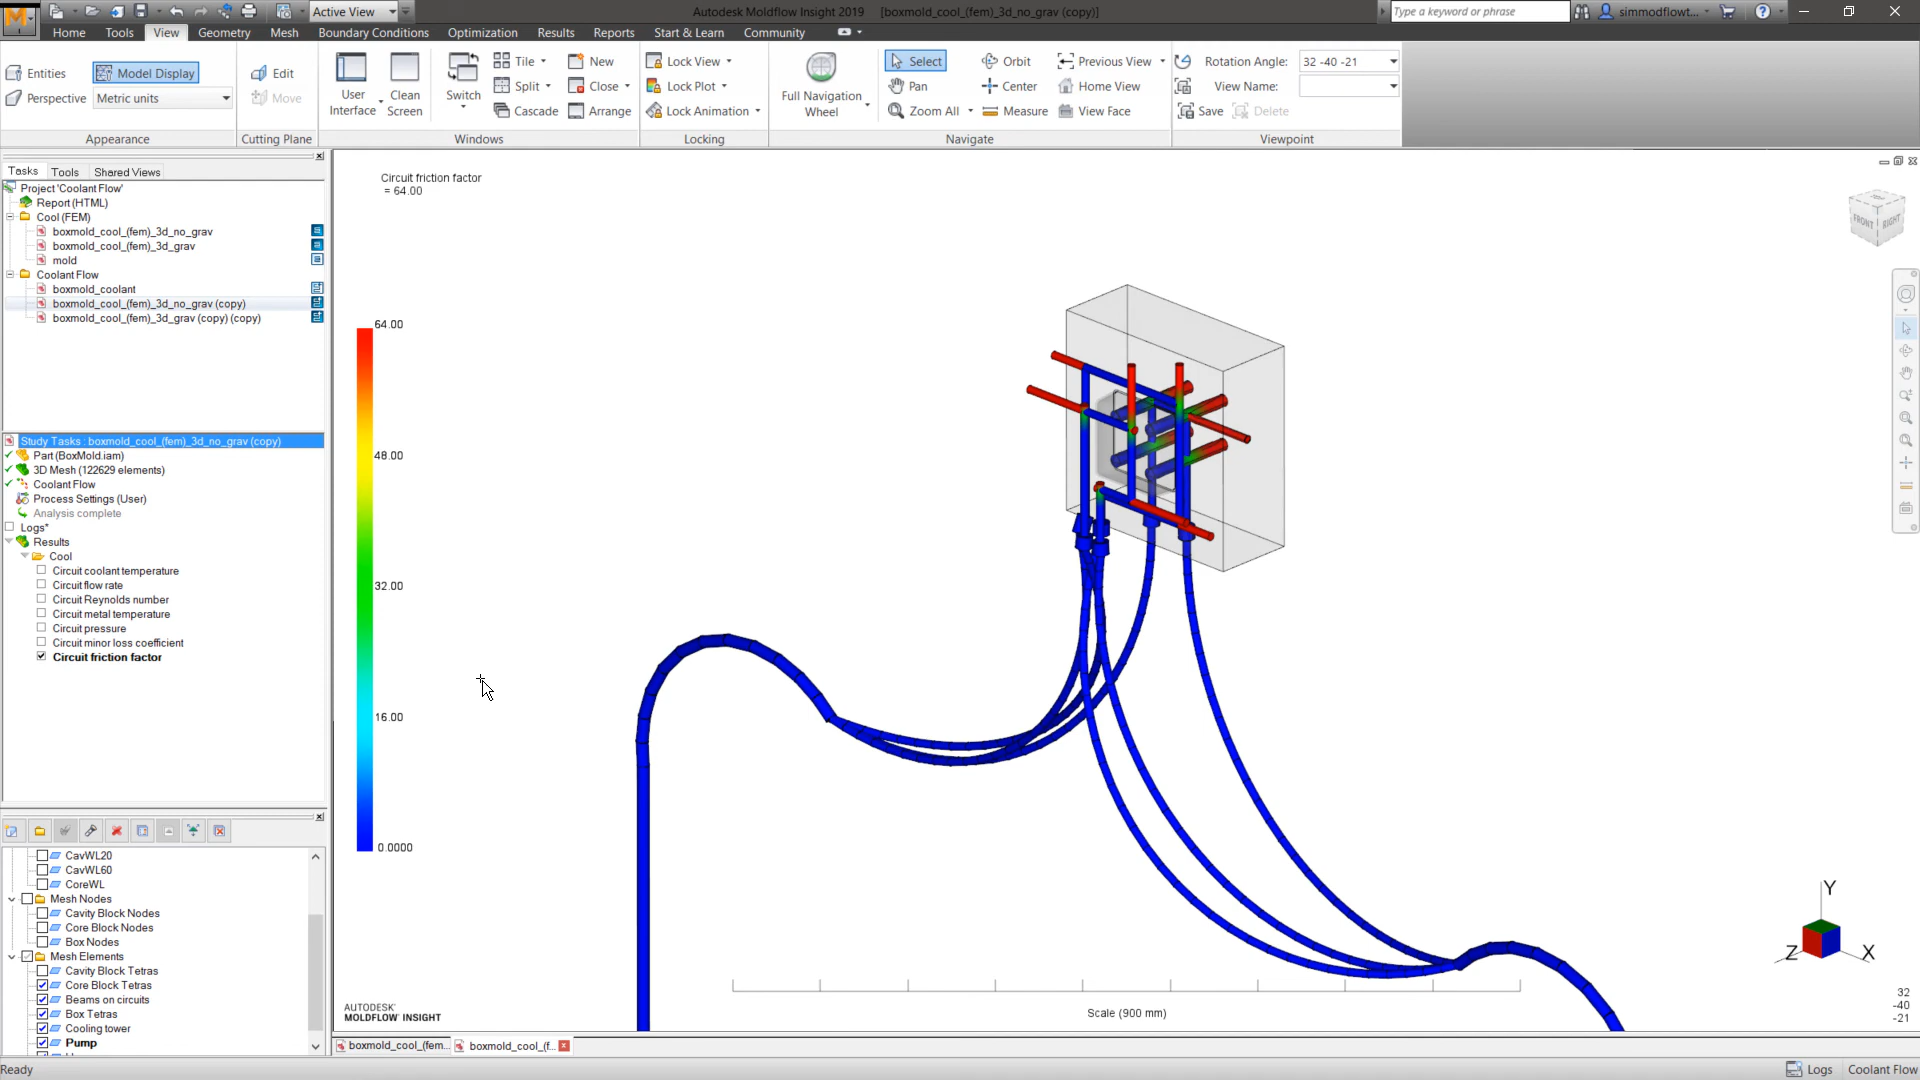 Active View
Autodesk Moldflow Insight 2019 [boxmold_cool_(fem)_3d_no_grav (copy)]
Type a keyword or phrase
simmodflowt...
Home
Tools
View
Geometry
Mesh
Boundary Conditions
Optimization
Results
Reports
Start & Learn
Community
Entities
Model Display
Perspective
Metric units
Appearance
Edit
Move
Cutting Plane
User Interface
Clean Screen
Switch
Tile
Split
Cascade
New
Close
Arrange
Windows
Lock View
Lock Plot
Lock Animation
Locking
Full Navigation Wheel
Select
Pan
Zoom All
Orbit
Center
Measure
Previous View
Home View
View Face
Navigate
Rotation Angle: 32 -40 -21
View Name:
Save
Delete
Viewpoint
Tasks
Tools
Shared Views
Project 'Coolant Flow'
Report (HTML)
Cool (FEM)
boxmold_cool_(fem)_3d_no_grav
boxmold_cool_(fem)_3d_grav
mold
Coolant Flow
boxmold_coolant
boxmold_cool_(fem)_3d_no_grav (copy)
boxmold_cool_(fem)_3d_grav (copy) (copy)
Study Tasks : boxmold_cool_(fem)_3d_no_grav (copy)
Part (BoxMold.iam)
3D Mesh (122629 elements)
Coolant Flow
Process Settings (User)
Analysis complete
Logs*
Results
Cool
Circuit coolant temperature
Circuit flow rate
Circuit Reynolds number
Circuit metal temperature
Circuit pressure
Circuit minor loss coefficient
Circuit friction factor
CavWL20
CavWL60
CoreWL
Mesh Nodes
Cavity Block Nodes
Core Block Nodes
Box Nodes
Mesh Elements
Cavity Block Tetras
Core Block Tetras
Beams on circuits
Box Tetras
Cooling tower
Pump
Circuit friction factor
= 64.00
64.00
48.00
32.00
16.00
0.0000
FRONT
RIGHT
Y
Z
X
32
-40
-21
AUTODESK'
MOLDFLOW INSIGHT
Scale (900 mm)
boxmold_cool_(fem...
boxmold_cool_(f...
Ready
Logs
Coolant Flow